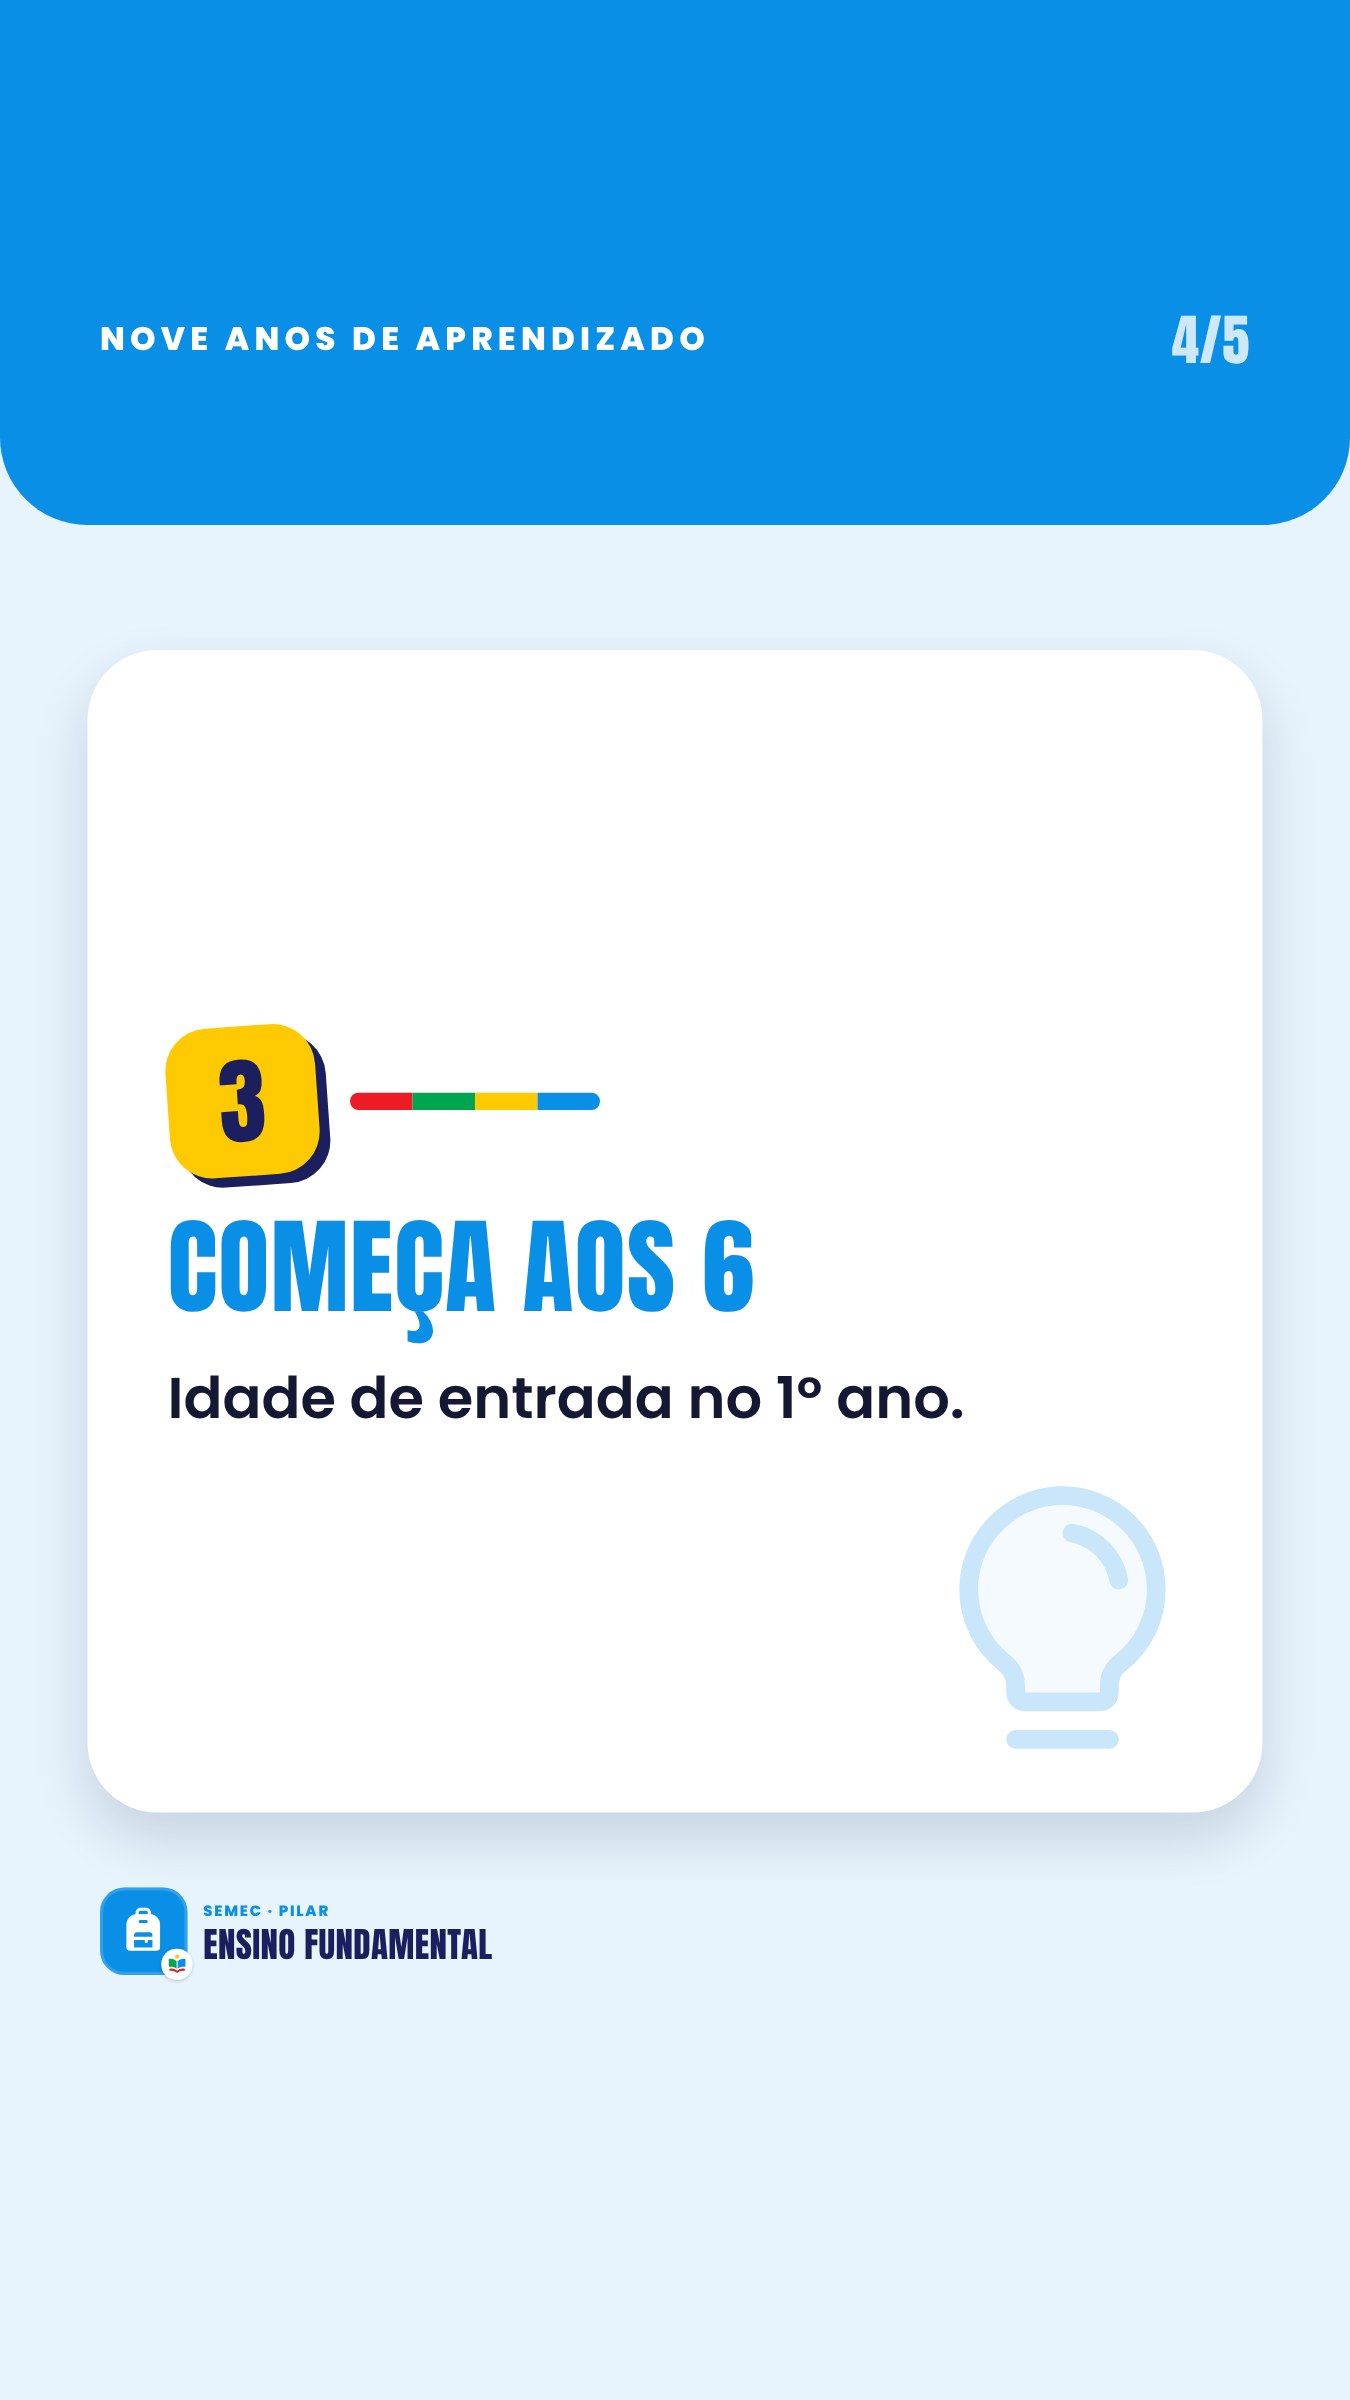 NOVE ANOS DE APRENDIZADO
4/5
3
COMEÇA AOS 6
Idade de entrada no 1º ano.
SEMEC · PILAR
ENSINO FUNDAMENTAL